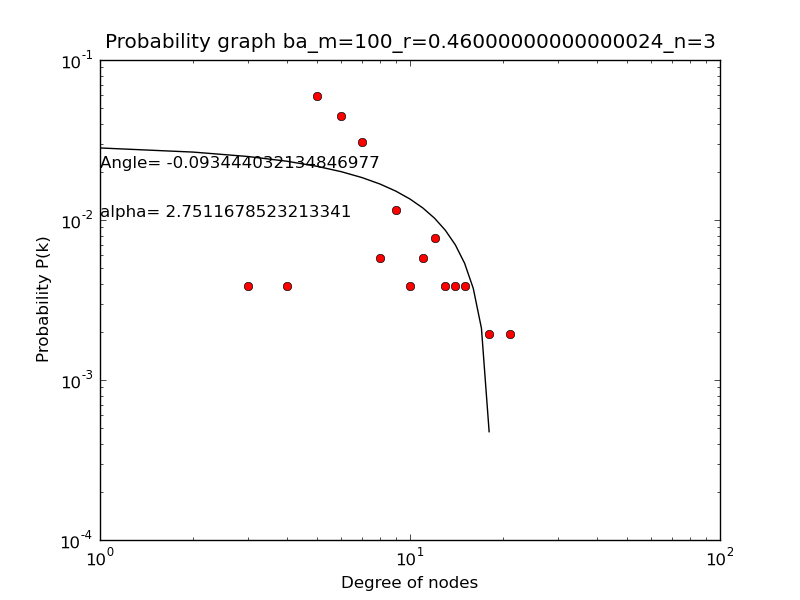 Probability graph ba_m=100_r=0.46000000000000024_n=3
10^-1
Angle= -0.093444032134846977
10^-2
alpha= 2.7511678523213341
Probability P(k)
10^-3
10^-4
10^0
10^1
10^2
Degree of nodes